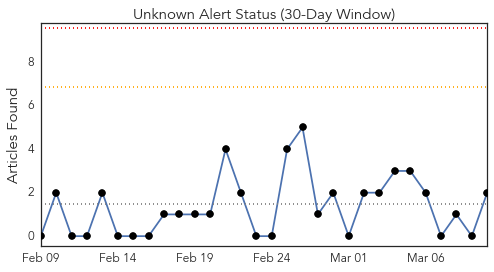 Unknown Alert Status (30-Day Window)
Articles Found
8
6
4
2
0
Feb 09 Feb 14 Feb 19 Feb 24 Mar 01 Mar 06